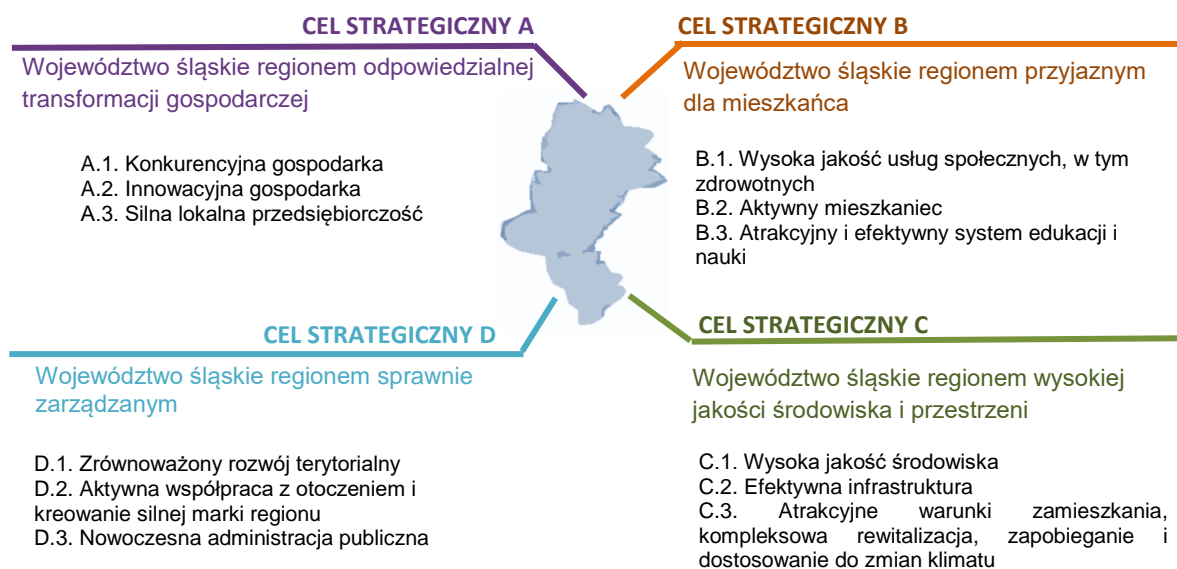 CEL STRATEGICZNY A
Województwo śląskie regionem odpowiedzialnej
transformacji gospodarczej
A.1. Konkurencyjna gospodarka
A.2. Innowacyjna gospodarka
A.3. Silna lokalna przedsiębiorczość
CEL STRATEGICZNY B
Województwo śląskie regionem przyjaznym
dla mieszkańca
B.1. Wysoka jakość usług społecznych, w tym
zdrowotnych
B.2. Aktywny mieszkaniec
B.3. Atrakcyjny i efektywny system edukacji i
nauki
CEL STRATEGICZNY D
Województwo śląskie regionem sprawnie
zarządzanym
D.1. Zrównoważony rozwój terytorialny
D.2. Aktywna współpraca z otoczeniem i
kreowanie silnej marki regionu
D.3. Nowoczesna administracja publiczna
CEL STRATEGICZNY C
Województwo śląskie regionem wysokiej
jakości środowiska i przestrzeni
C.1. Wysoka jakość środowiska
C.2. Efektywna infrastruktura
C.3. Atrakcyjne warunki zamieszkania,
kompleksowa rewitalizacja, zapobieganie i
dostosowanie do zmian klimatu